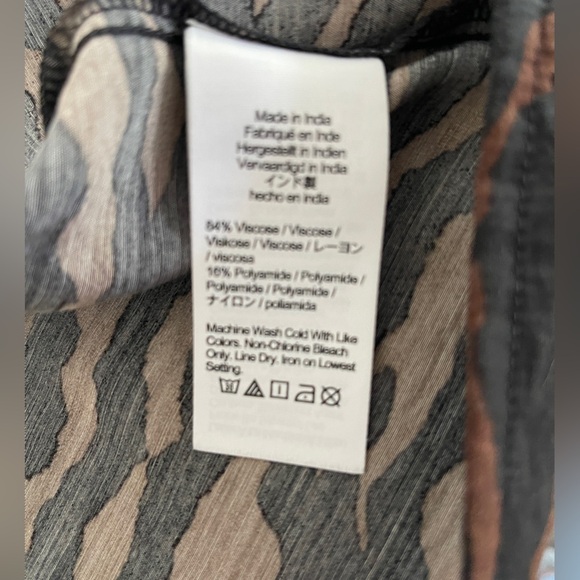 Made in India
Fabriqué en Inde
Hergestellt in Indien
Vervaardigd in India
インド製
hecho en india
84% Viscose / Viscose /
Viskose / Viscose / レーヨン
/ viscosa
16% Polyamide / Polyamide /
Polyamide / Polyamide /
ナイロン / poliamida
Machine Wash Cold With Like
Colors. Non-Chlorine Bleach
Only. Line Dry. Iron on Lowest
Setting.